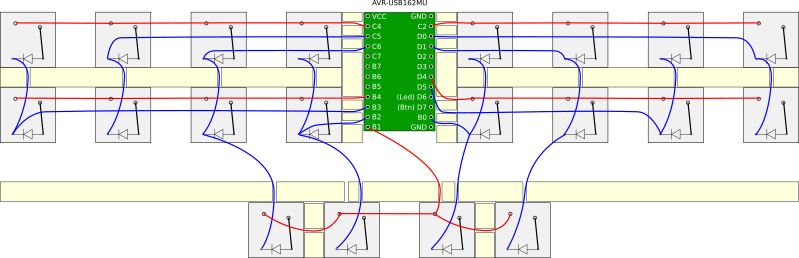 AVR-USB162MU
VCC GND
C4 C2
C5 D0
C6 D1
C7 D2
B7 D3
B6 D4
B5 D5
B4 (Led) D6
B3 (Btn) D7
B2 B0
B1 GND